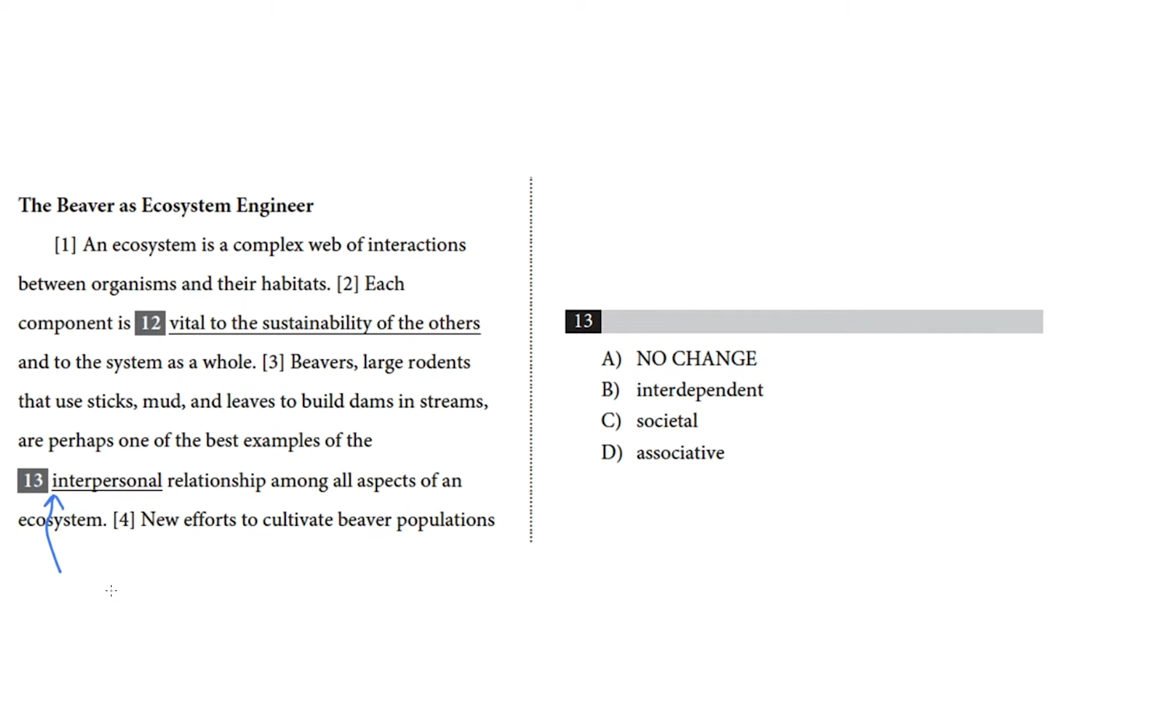 The Beaver as Ecosystem Engineer
[1] An ecosystem is a complex web of interactions
between organisms and their habitats. [2] Each
component is 12 vital to the sustainability of the others
and to the system as a whole. [3] Beavers, large rodents
that use sticks, mud, and leaves to build dams in streams,
are perhaps one of the best examples of the
13 interpersonal relationship among all aspects of an
ecosystem. [4] New efforts to cultivate beaver populations
13
A) NO CHANGE
B) interdependent
C) societal
D) associative